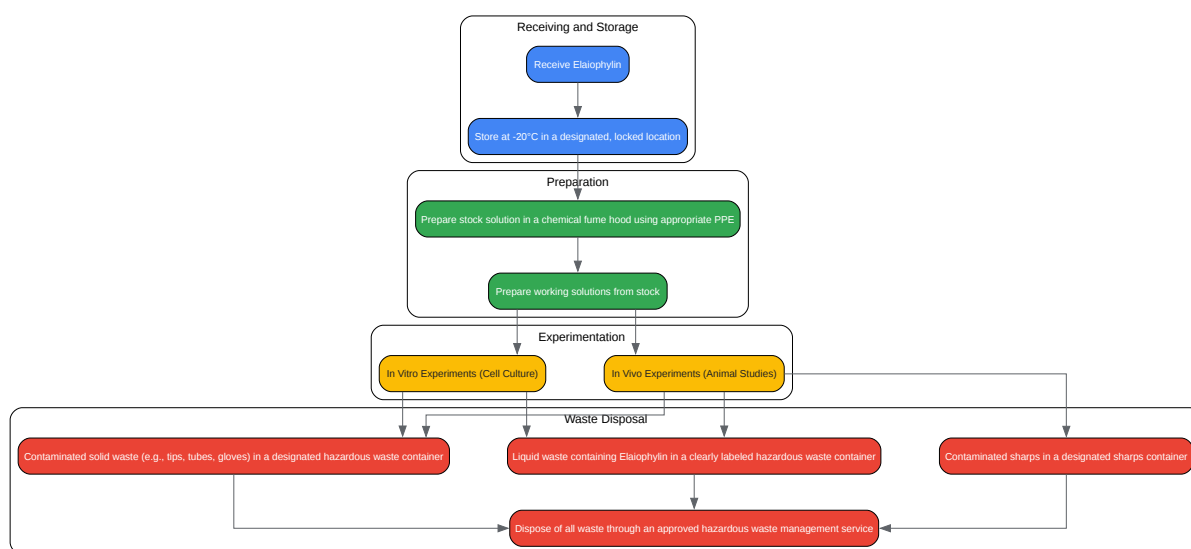 Receiving and Storage
Receive Elaiophylin
Store at -20°C in a designated, locked location
Preparation
Prepare stock solution in a chemical fume hood using appropriate PPE
Prepare working solutions from stock
Experimentation
In Vitro Experiments (Cell Culture)
In Vivo Experiments (Animal Studies)
Waste Disposal
Contaminated solid waste (e.g., tips, tubes, gloves) in a designated hazardous waste container
Liquid waste containing Elaiophylin in a clearly labeled hazardous waste container
Contaminated sharps in a designated sharps container
Dispose of all waste through an approved hazardous waste management service